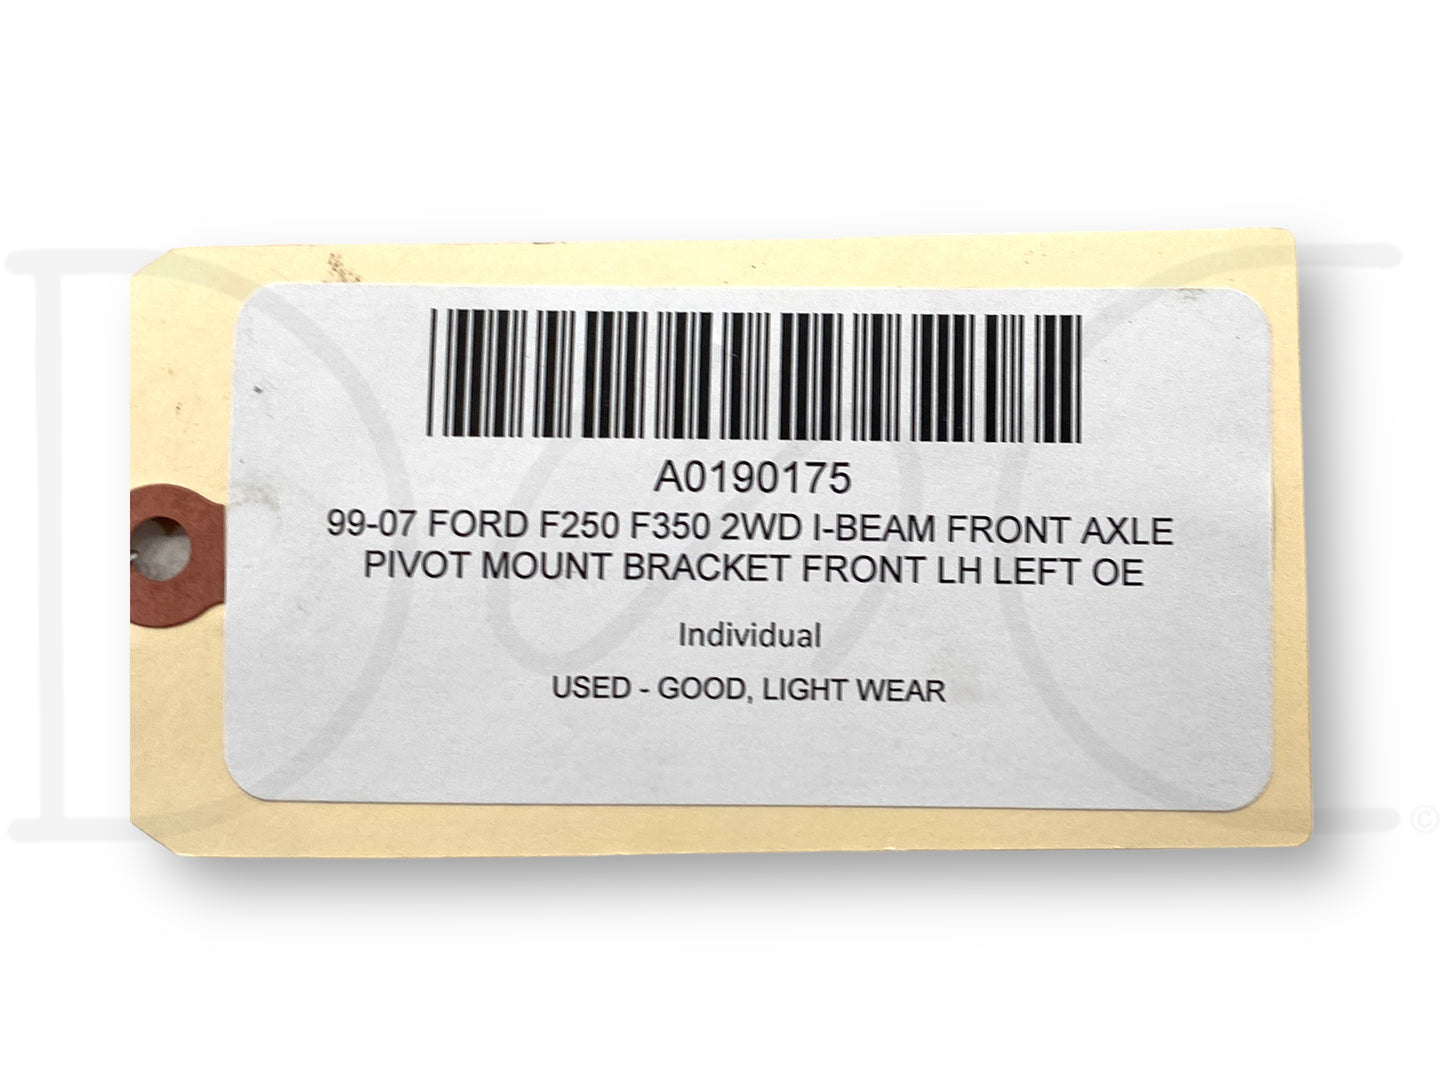 A0190175
99-07 FORD F250 F350 2WD I-BEAM FRONT AXLE
PIVOT MOUNT BRACKET FRONT LH LEFT OE
Individual
USED - GOOD, LIGHT WEAR
©